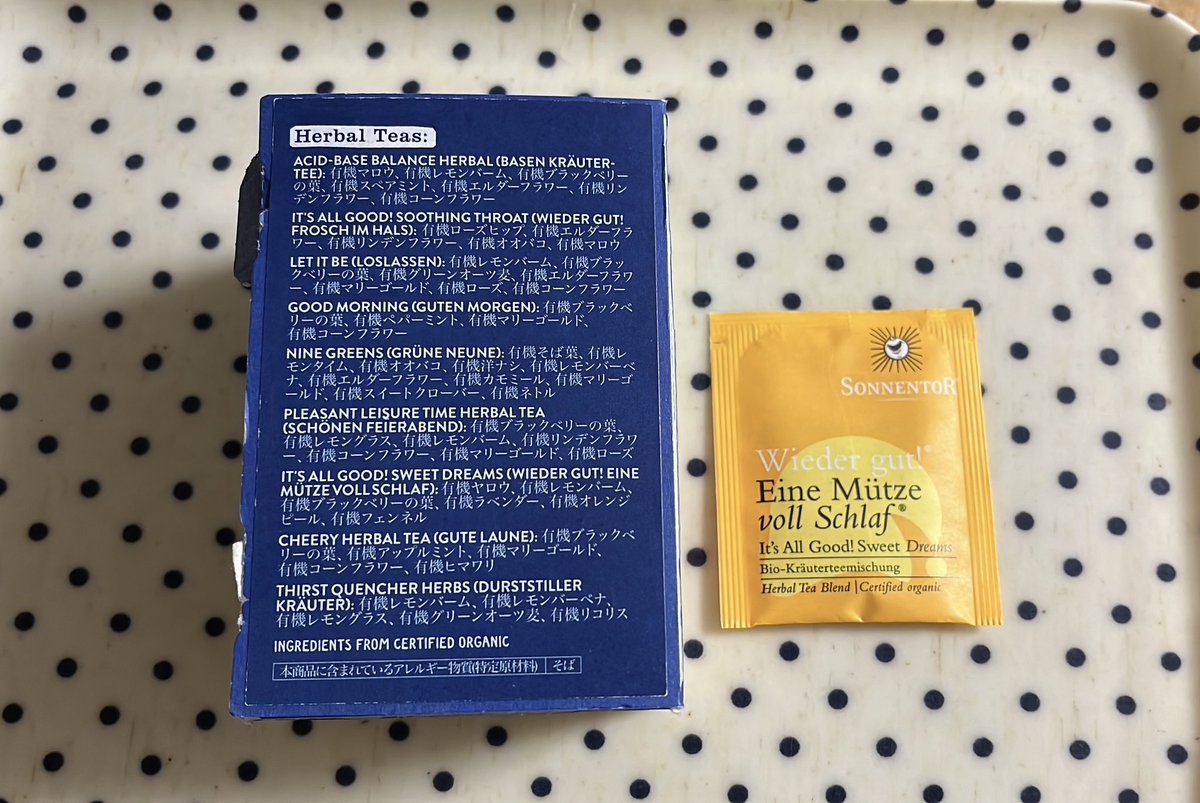 Herbal Teas:
ACID-BASE BALANCE HERBAL (BASEN KRÄUTER-
TEE): 有機マロウ、有機レモンバーム、有機ブラックベリー
の葉、有機スペアミント、有機エルダーフラワー、有機リン
デンフラワー、有機コーンフラワー
IT'S ALL GOOD! SOOTHING THROAT (WIEDER GUT!
FROSCH IM HALS): 有機ローズヒップ、有機エルダーフラ
ワー、有機リンデンフラワー、有機オオバコ、有機マロウ
LET IT BE (LOSLASSEN): 有機レモンバーム、有機ブラッ
クベリーの葉、有機グリーンオーツ麦、有機エルダーフラワ
ー、有機マリーゴールド、有機ローズ、有機コーンフラワー
GOOD MORNING (GUTEN MORGEN): 有機ブラックベ
リーの葉、有機ペパーミント、有機マリーゴールド、
有機コーンフラワー
NINE GREENS (GRÜNE NEUNE): 有機そば葉、有機レ
モンタイム、有機オオバコ、有機洋ナシ、有機レモンバーベ
ナ、有機エルダーフラワー、有機カモミール、有機マリーゴ
ールド、有機スイートクローバー、有機ネトル
PLEASANT LEISURE TIME HERBAL TEA
(SCHÖNEN FEIERABEND): 有機ブラックベリーの葉、
有機レモングラス、有機レモンバーム、有機リンデンフラワ
ー、有機コーンフラワー、有機マリーゴールド、有機ローズ
IT'S ALL GOOD! SWEET DREAMS (WIEDER GUT! EINE
MÜTZE VOLL SCHLAF): 有機ヤロウ、有機レモンバーム、
有機ブラックベリーの葉、有機ラベンダー、有機オレンジ
ピール、有機フェンネル
CHEERY HERBAL TEA (GUTE LAUNE): 有機ブラックベ
リーの葉、有機アップルミント、有機マリーゴールド、
有機コーンフラワー、有機ヒマワリ
THIRST QUENCHER HERBS (DURSTSTILLER
KRÄUTER): 有機レモンバーム、有機レモンバーベナ、
有機レモングラス、有機グリーンオーツ麦、有機リコリス
INGREDIENTS FROM CERTIFIED ORGANIC
本商品に含まれているアレルギー物質(特定原材料) そば
SONNENTOR
Wieder gut!®
Eine Mütze
voll Schlaf®
It's All Good! Sweet Dreams
Bio-Kräuterteemischung
Herbal Tea Blend | Certified organic